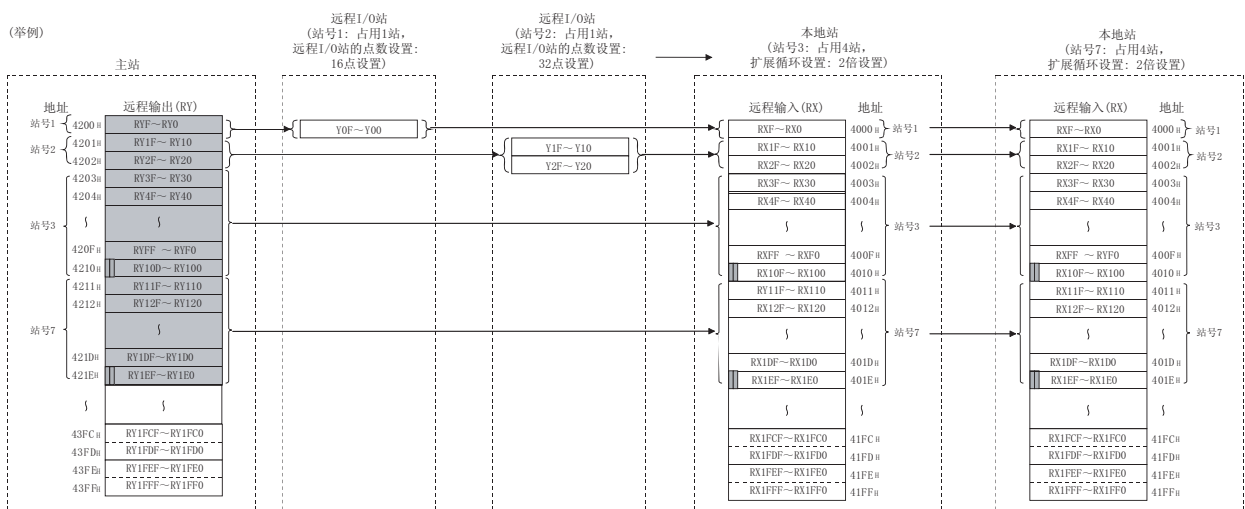 (举例)
主站
远程I/O站
(站号1: 占用1站,
远程I/O站的点数设置:
16点设置)
远程I/O站
(站号2: 占用1站,
远程I/O站的点数设置:
32点设置)
本地站
(站号3: 占用4站,
扩展循环设置: 2倍设置)
本地站
(站号7: 占用4站,
扩展循环设置: 2倍设置)
地址
远程输出(RY)
站号1
4200H
RYF～RY0
站号2
4201H
RY1F～RY10
4202H
RY2F～RY20
站号3
4203H
RY3F～RY30
4204H
RY4F～RY40
～
420FH
RYFF ～RYF0
4210H
RY10D～RY100
站号7
4211H
RY11F～RY110
4212H
RY12F～RY120
～
421DH
RY1DF～RY1D0
421EH
RY1EF～RY1E0
～
～
43FCH
RY1FCF～RY1FC0
43FDH
RY1FDF～RY1FD0
43FEH
RY1FEF～RY1FE0
43FFH
RY1FFF～RY1FF0
Y0F～Y00
Y1F～Y10
Y2F～Y20
远程输入(RX)
地址
RXF～RX0
4000H
站号1
RX1F～RX10
4001H
站号2
RX2F～RX20
4002H
RX3F～RX30
4003H
RX4F～RX40
4004H
～
～
站号3
RXFF ～RXF0
400FH
RX10F～RX100
4010H
RY11F～RX110
4011H
RX12F～RX120
4012H
～
～
站号7
RX1DF～RX1D0
401DH
RX1EF～RX1E0
401EH
～
～
RX1FCF～RX1FC0
41FCH
RX1FDF～RX1FD0
41FDH
RX1FEF～RX1FE0
41FEH
RX1FFF～RX1FF0
41FFH
远程输入(RX)
地址
RXF～RX0
4000H
站号1
RX1F～RX10
4001H
站号2
RX2F～RX20
4002H
RX3F～RX30
4003H
RX4F～RX40
4004H
～
～
站号3
RXFF ～RYF0
400FH
RX10F～RX100
4010H
RX11F～RX110
4011H
RX12F～RX120
4012H
～
～
站号7
RX1DF～RX1D0
401DH
RX1EF～RX1E0
401EH
～
～
RX1FCF～RX1FC0
41FCH
RX1FDF～RX1FD0
41FDH
RX1FEF～RX1FE0
41FEH
RX1FFF～RX1FF0
41FFH